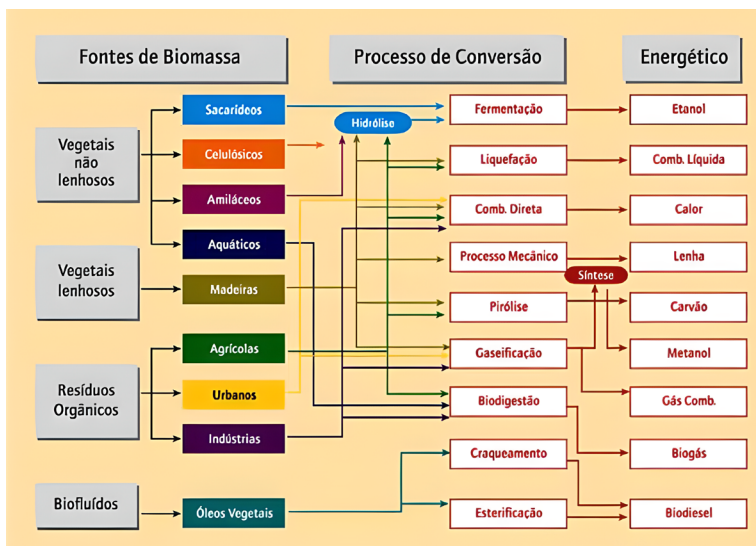 Fontes de Biomassa
Processo de Conversão
Energético
Vegetais
não
lenhosos
Sacarídeos
Celulósicos
Amiláceos
Aquáticos
Vegetais
lenhosos
Madeiras
Resíduos
Orgânicos
Agrícolas
Urbanos
Indústrias
Biofluídos
Óleos Vegetais
Hidrólise
Fermentação
Liquefação
Comb. Direta
Processo Mecânico
Síntese
Pirólise
Gaseificação
Biodigestão
Craqueamento
Esterificação
Etanol
Comb. Líquida
Calor
Lenha
Carvão
Metanol
Gás Comb.
Biogás
Biodiesel